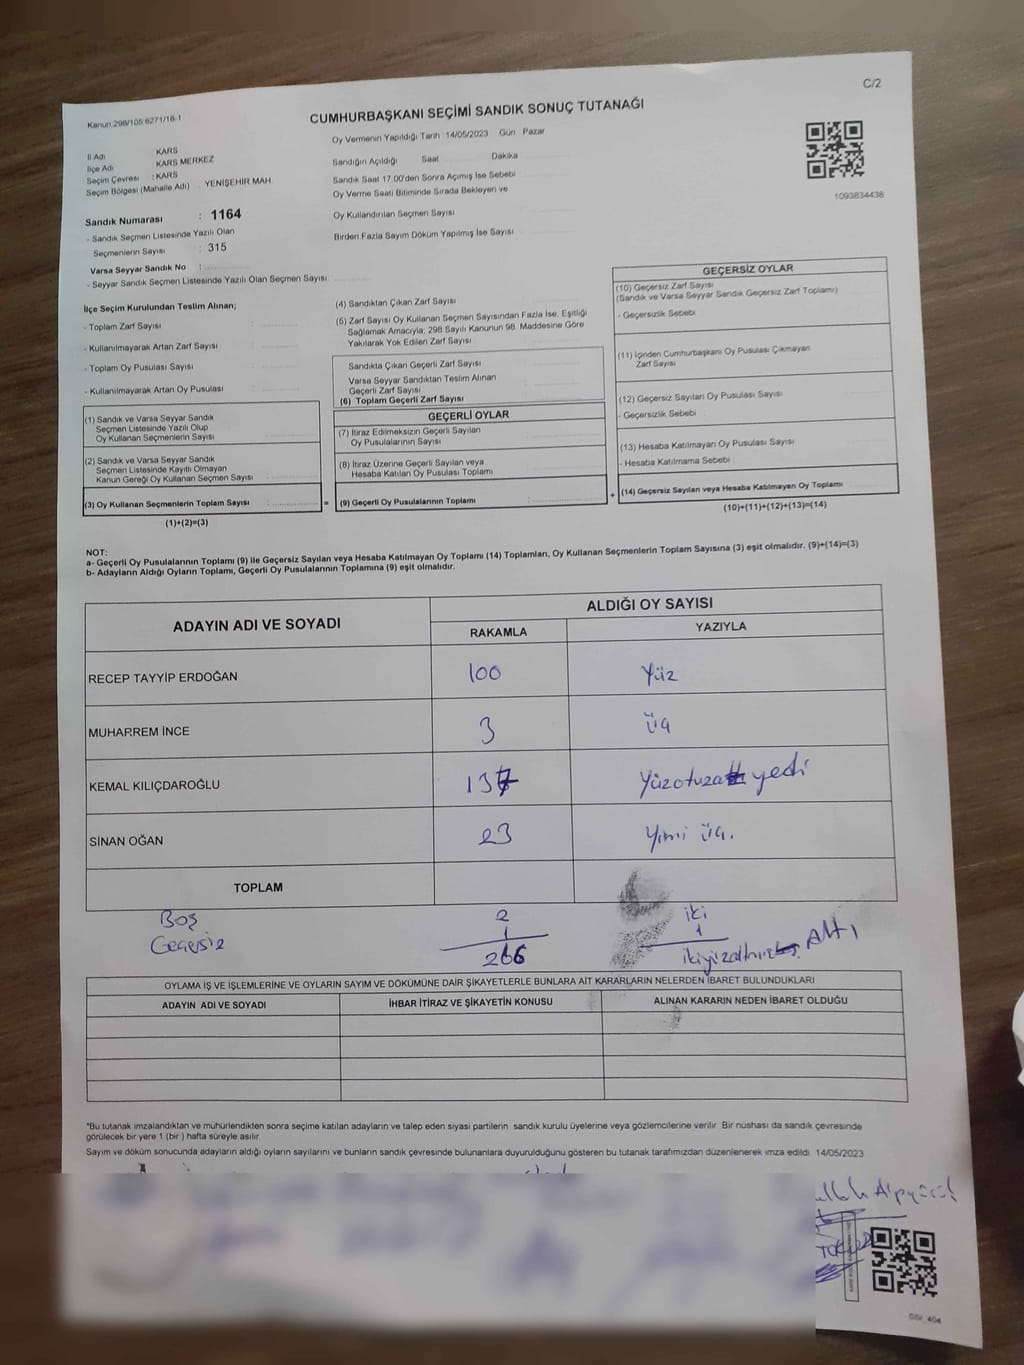 C/2
Kanun:298/105;6271/18-1
CUMHURBAŞKANI SEÇİMİ SANDIK SONUÇ TUTANAĞI
Oy Vermenin Yapıldığı Tarih 14/05/2023 Gün Pazar
İl Adı KARS
İlçe Adı KARS MERKEZ
Seçim Çevresi : KARS
Seçim Bölgesi (Mahalle Adı) : YENİŞEHİR MAH
Sandığın Açıldığı Saat Dakika
Sandık Saat 17.00'den Sonra Açımış İse Sebebi
Oy Verme Saati Bitiminde Sırada Bekleyen ve
Oy Kullandırılan Seçmen Sayısı
Birden Fazla Sayım Döküm Yapılmış İse Sayısı
1093834438
Sandık Numarası : 1164
- Sandık Seçmen Listesinde Yazılı Olan
Seçmenlerin Sayısı : 315
Varsa Seyyar Sandık No :
- Seyyar Sandık Seçmen Listesinde Yazılı Olan Seçmen Sayısı
İlçe Seçim Kurulundan Teslim Alınan;
- Toplam Zarf Sayısı :
- Kullanılmayarak Artan Zarf Sayısı :
- Toplam Oy Pusulası Sayısı :
- Kullanılmayarak Artan Oy Pusulası :
(1) Sandık ve Varsa Seyyar Sandık
Seçmen Listesinde Yazılı Olup
Oy Kullanan Seçmenlerin Sayısı
(2) Sandık ve Varsa Seyyar Sandık
Seçmen Listesinde Kayıtlı Olmayan
Kanun Gereği Oy Kullanan Seçmen Sayısı :
(3) Oy Kullanan Seçmenlerin Toplam Sayısı :
(1)+(2)=(3)
(4) Sandıktan Çıkan Zarf Sayısı
(5) Zarf Sayısı Oy Kullanan Seçmen Sayısından Fazla İse, Eşitliği
Sağlamak Amacıyla; 298 Sayılı Kanunun 98. Maddesine Göre
Yakılarak Yok Edilen Zarf Sayısı
Sandıkta Çıkan Geçerli Zarf Sayısı
Varsa Seyyar Sandıktan Teslim Alınan
Geçerli Zarf Sayısı
(6) Toplam Geçerli Zarf Sayısı
GEÇERLİ OYLAR
(7) İtiraz Edilmeksizin Geçerli Sayılan
Oy Pusulalarının Sayısı
(8) İtiraz Üzerine Geçerli Sayılan veya
Hesaba Katılan Oy Pusulası Toplamı
= (9) Geçerli Oy Pusulalarının Toplamı :
GEÇERSİZ OYLAR
(10) Geçersiz Zarf Sayısı
(Sandık ve Varsa Seyyar Sandık Geçersiz Zarf Toplamı)
- Geçersizlik Sebebi
(11) İçinden Cumhurbaşkanı Oy Pusulası Çıkmayan
Zarf Sayısı
(12) Geçersiz Sayılan Oy Pusulası Sayısı
- Geçersizlik Sebebi
(13) Hesaba Katılmayan Oy Pusulası Sayısı
- Hesaba Katılmama Sebebi
+ (14) Geçersiz Sayılan veya Hesaba Katılmayan Oy Toplamı
(10)+(11)+(12)+(13)=(14)
NOT:
a- Geçerli Oy Pusulalarının Toplamı (9) ile Geçersiz Sayılan veya Hesaba Katılmayan Oy Toplamı (14) Toplamları, Oy Kullanan Seçmenlerin Toplam Sayısına (3) eşit olmalıdır. (9)+(14)=(3)
b- Adayların Aldığı Oyların Toplamı, Geçerli Oy Pusulalarının Toplamına (9) eşit olmalıdır.
ADAYIN ADI VE SOYADI
ALDIĞI OY SAYISI
RAKAMLA YAZIYLA
RECEP TAYYİP ERDOĞAN 100 Yüz
MUHARREM İNCE 3 üç
KEMAL KILIÇDAROĞLU 137 Yüzotuz yedi
SİNAN OĞAN 23 Yirmi üç.
TOPLAM
Boş 2 iki
Geçersiz 1 1
266 ikiyüzaltmış Altı
OYLAMA İŞ VE İŞLEMLERİNE VE OYLARIN SAYIM VE DÖKÜMÜNE DAİR ŞİKAYETLERLE BUNLARA AİT KARARLARIN NELERDEN İBARET BULUNDUKLARI
ADAYIN ADI VE SOYADI İHBAR İTİRAZ VE ŞİKAYETİN KONUSU ALINAN KARARIN NEDEN İBARET OLDUĞU
*Bu tutanak imzalandıktan ve mühürlendikten sonra seçime katılan adayların ve talep eden siyasi partilerin sandık kurulu üyelerine veya gözlemcilerine verilir. Bir nüshası da sandık çevresinde
görülecek bir yere 1 (bir ) hafta süreyle asılır.
Sayım ve döküm sonucunda adayların aldığı oyların sayılarını ve bunların sandık çevresinde bulunanlara duyurulduğunu gösteren bu tutanak tarafımızdan düzenlenerek imza edildi. 14/05/2023